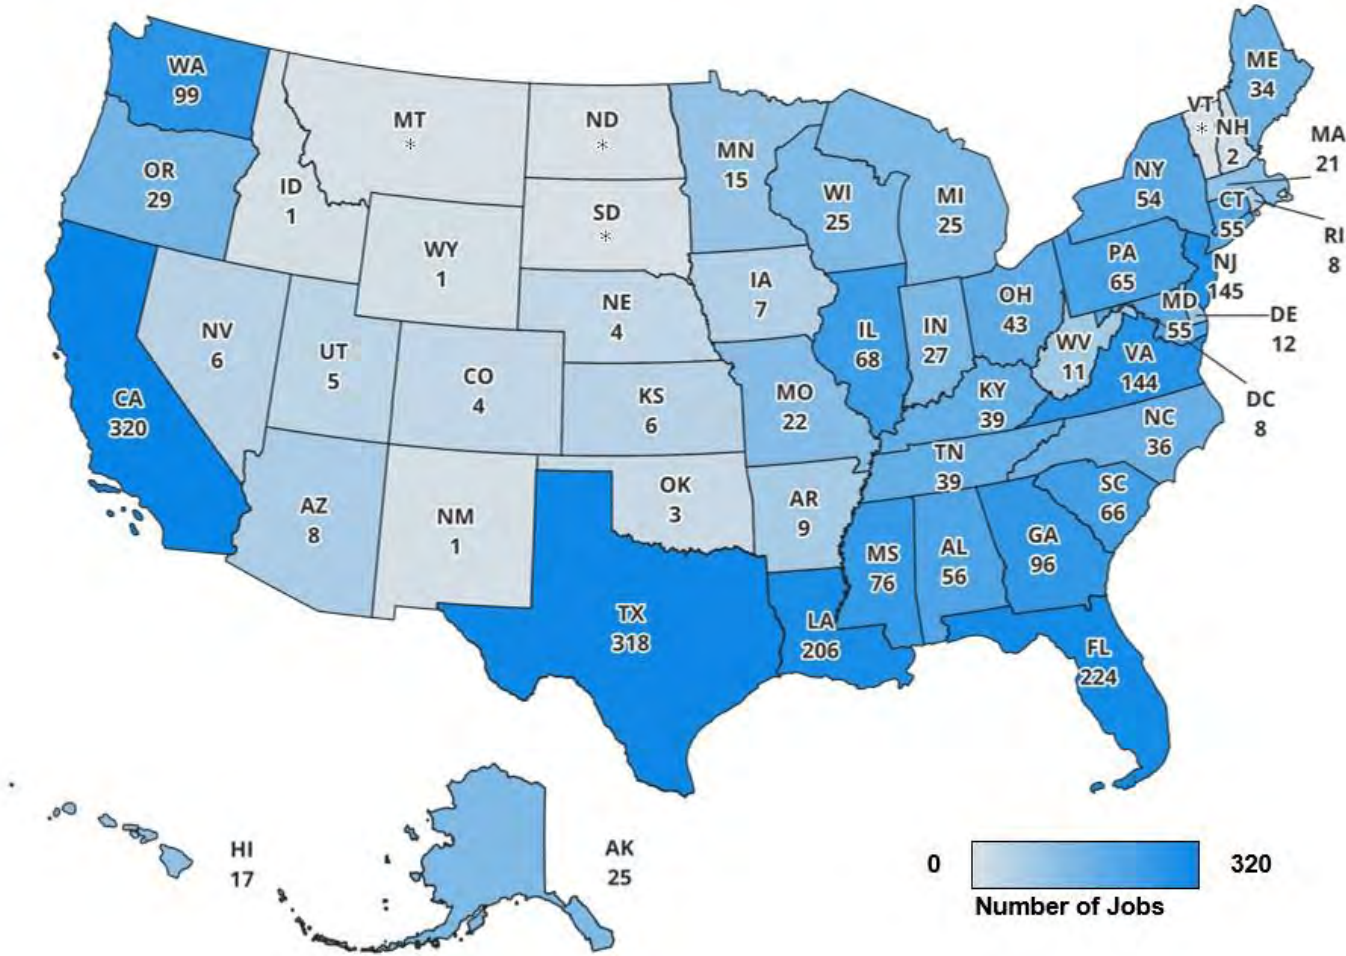 WA
99
OR
29
CA
320
ID
1
NV
6
MT
*
WY
1
UT
5
AZ
8
CO
4
NM
1
ND
*
SD
*
NE
4
KS
6
OK
3
TX
318
MN
15
IA
7
MO
22
AR
9
LA
206
WI
25
IL
68
MI
25
IN
27
OH
43
KY
39
TN
39
MS
76
AL
56
GA
96
FL
224
SC
66
NC
36
VA
144
WV
11
PA
65
NY
54
VT
*
NH
2
ME
34
MA
21
CT
55
RI
8
NJ
145
MD
55
DE
12
DC
8
HI
17
AK
25
0
320
Number of Jobs